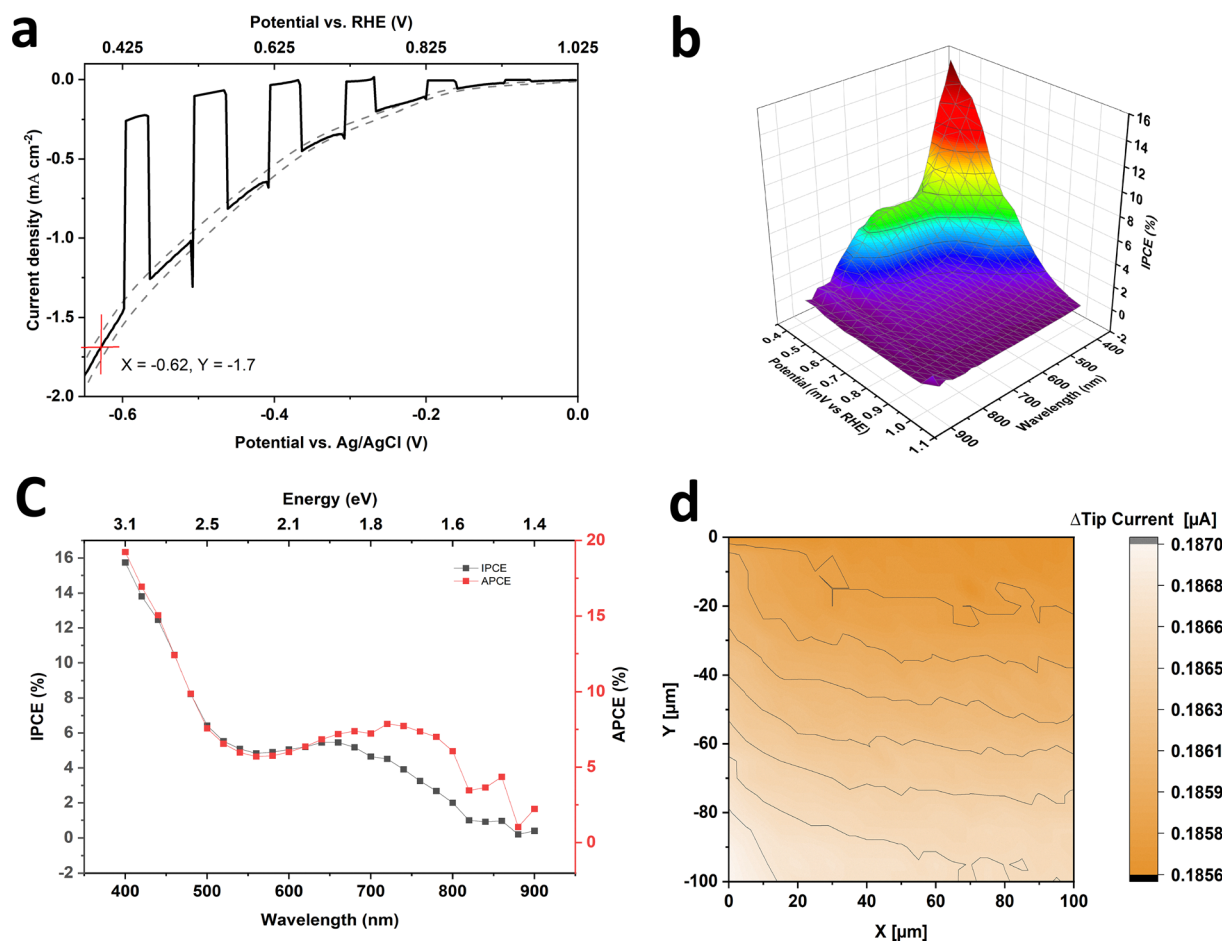 a
Potential vs. RHE (V)
0.425 0.625 0.825 1.025
0.0
-0.5
-1.0
-1.5
-2.0
Current density (mA cm-2)
X = -0.62, Y = -1.7
-0.6 -0.4 -0.2 0.0
Potential vs. Ag/AgCl (V)
b
16
14
12
10
8
6
4
2
0
-2
IPCE (%)
0.4 0.5 0.6 0.7 0.8 0.9 1.0 1.1
Potential (mV vs RHE)
400 500 600 700 800 900
Wavelength (nm)
C
Energy (eV)
3.1 2.5 2.1 1.8 1.6 1.4
16
14
12
10
8
6
4
2
0
-2
IPCE (%)
IPCE
APCE
20
15
10
5
0
APCE (%)
400 500 600 700 800 900
Wavelength (nm)
d
ΔTip Current [µA]
0
-20
-40
-60
-80
-100
Y [µm]
0 20 40 60 80 100
X [µm]
0.1870
0.1868
0.1866
0.1865
0.1863
0.1861
0.1860
0.1858
0.1856